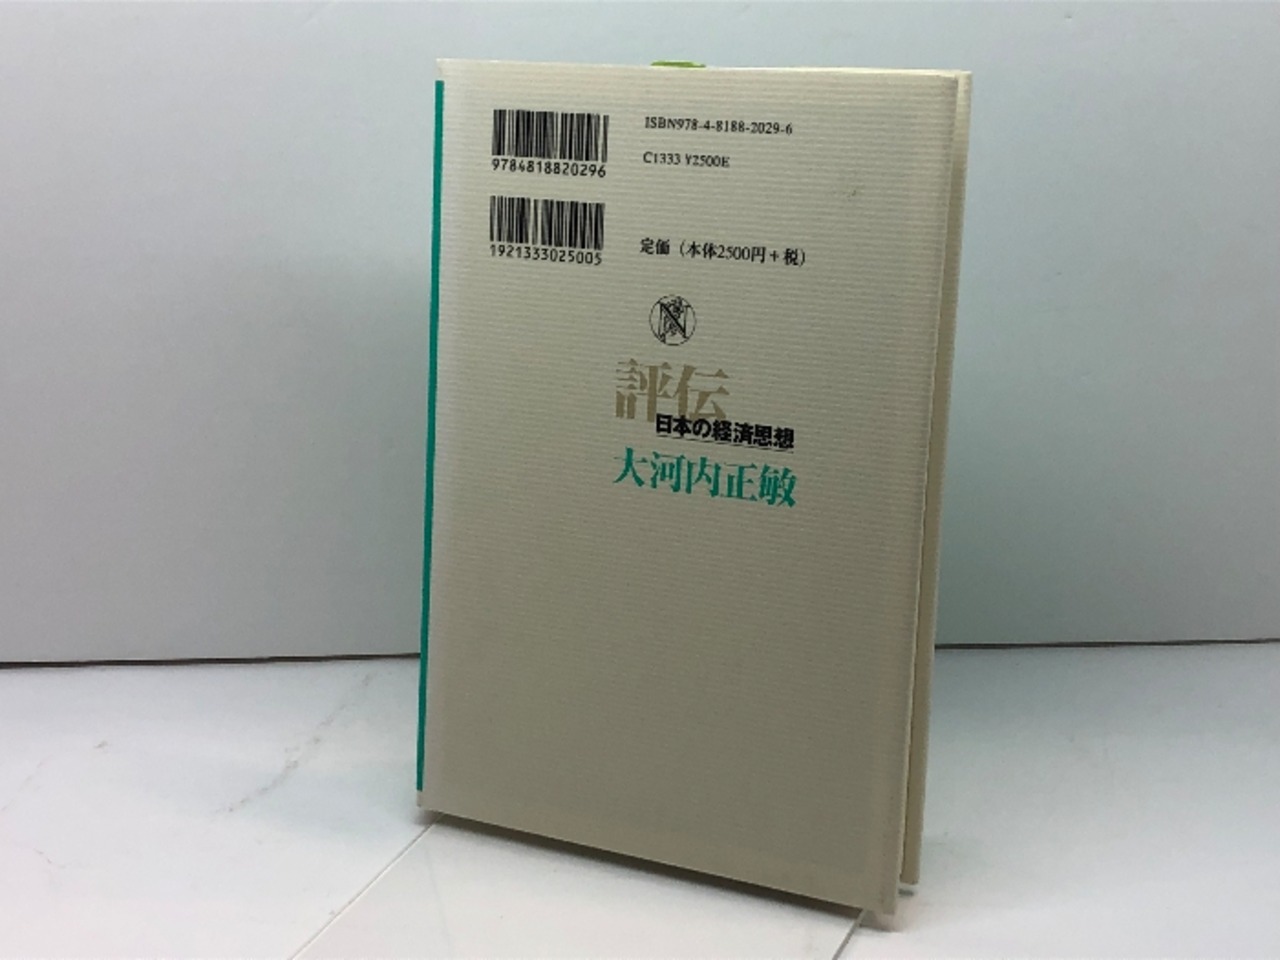 ISBN978-4-8188-2029-6
9784818820296
C1333 ¥2500E
1921333025005
定価（本体2500円＋税）
N
評伝
日本の経済思想
大河内正敏